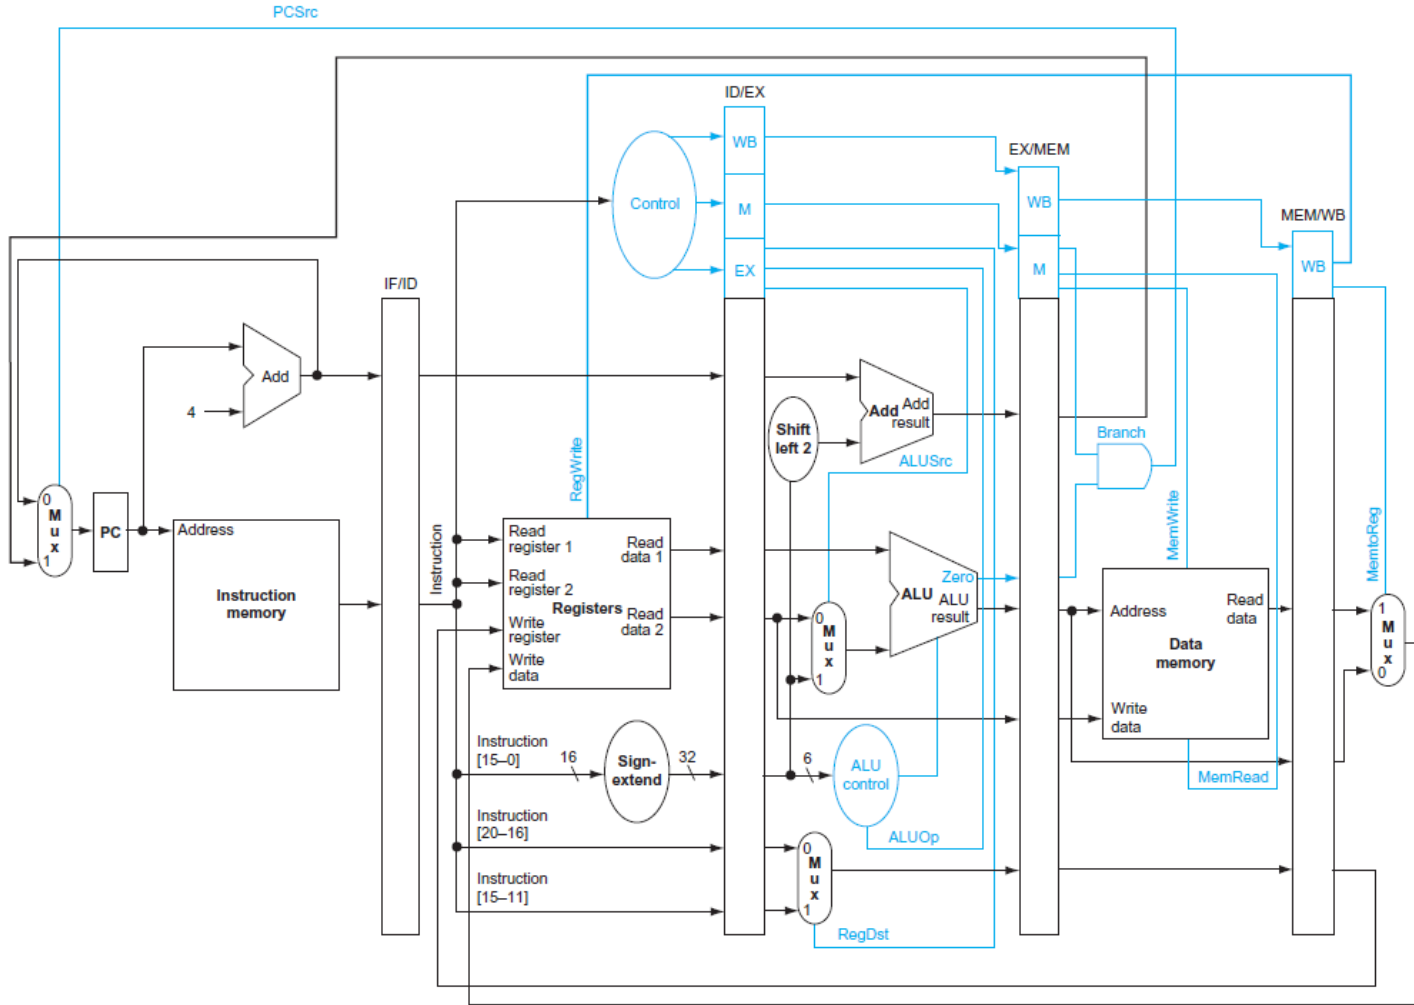 PCSrc
ID/EX
WB
EX/MEM
Control
M
WB
MEM/WB
EX
M
WB
IF/ID
Add
4
Shift
left 2
Add
Add
result
Branch
ALUSrc
RegWrite
MemWrite
MemtoReg
0
M
u
x
1
PC
Address
Instruction
memory
Instruction
Read
register 1
Read
data 1
Read
register 2
Registers
Read
data 2
Write
register
Write
data
0
M
u
x
1
Zero
ALU
ALU
result
Address
Read
data
Data
memory
Write
data
1
M
u
x
0
MemRead
Instruction
[15–0]
16
Sign-
extend
32
6
ALU
control
Instruction
[20–16]
ALUOp
Instruction
[15–11]
0
M
u
x
1
RegDst